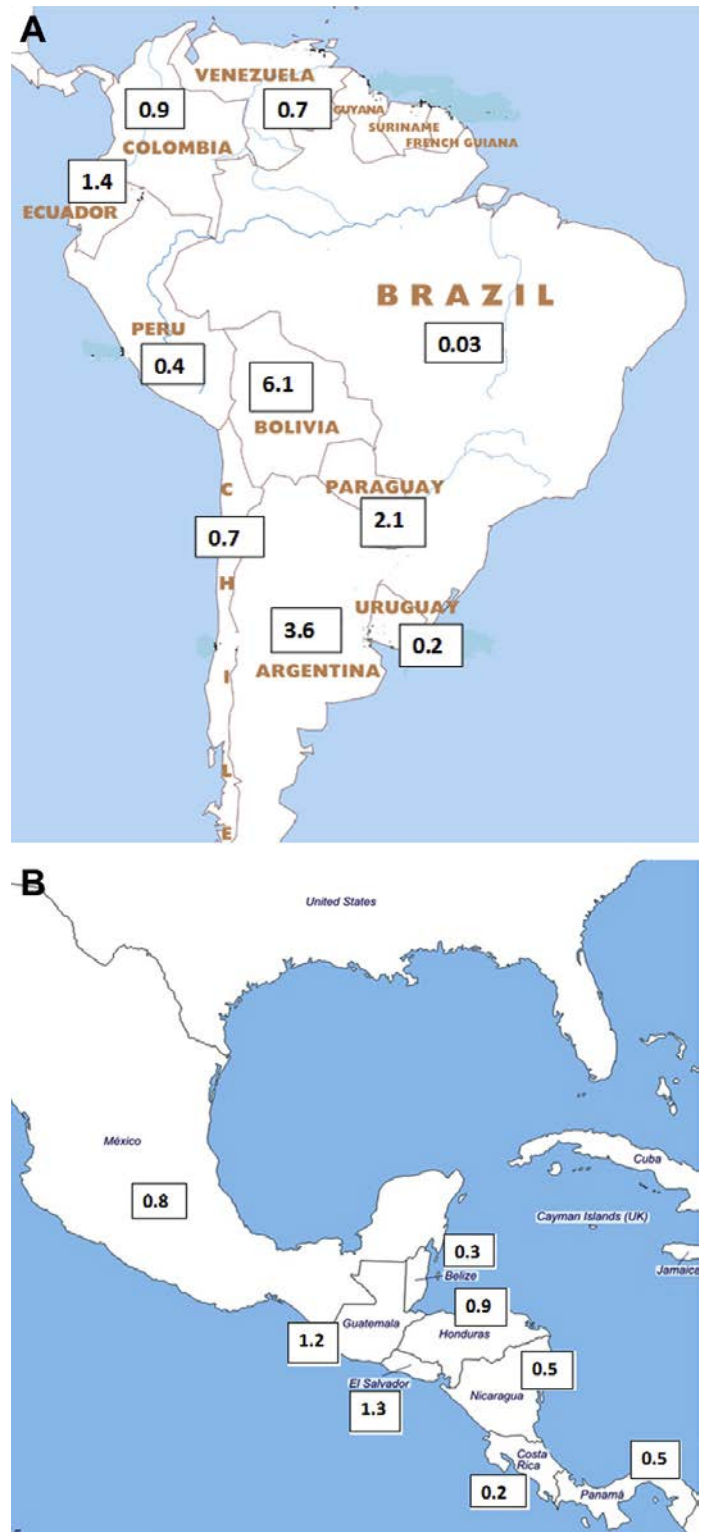 A
VENEZUELA
0.9
0.7
GUYANA
SURINAME
COLOMBIA
FRENCH GUIANA
1.4
ECUADOR
BRAZIL
PERU
0.03
0.4
6.1
BOLIVIA
C
PARAGUAY
2.1
0.7
H
URUGUAY
3.6
0.2
ARGENTINA
I
L
E
B
United States
México
Cuba
0.8
Cayman Islands (UK)
0.3
Jamaica
Belize
0.9
Guatemala
Honduras
1.2
0.5
El Salvador
Nicaragua
1.3
Costa
Rica
0.5
0.2
Panamá